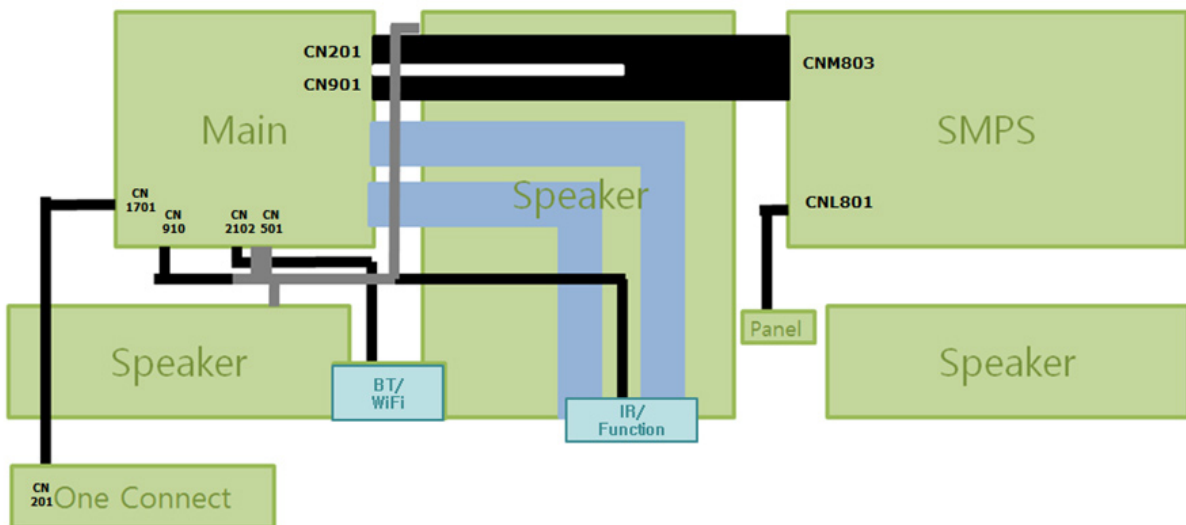 CN201
CNM803
CN901
Main
SMPS
Speaker
CN
1701
CNL801
CN
910
CN
2102
CN
501
Panel
Speaker
Speaker
BT/
WiFi
IR/
Function
CN
201
One Connect